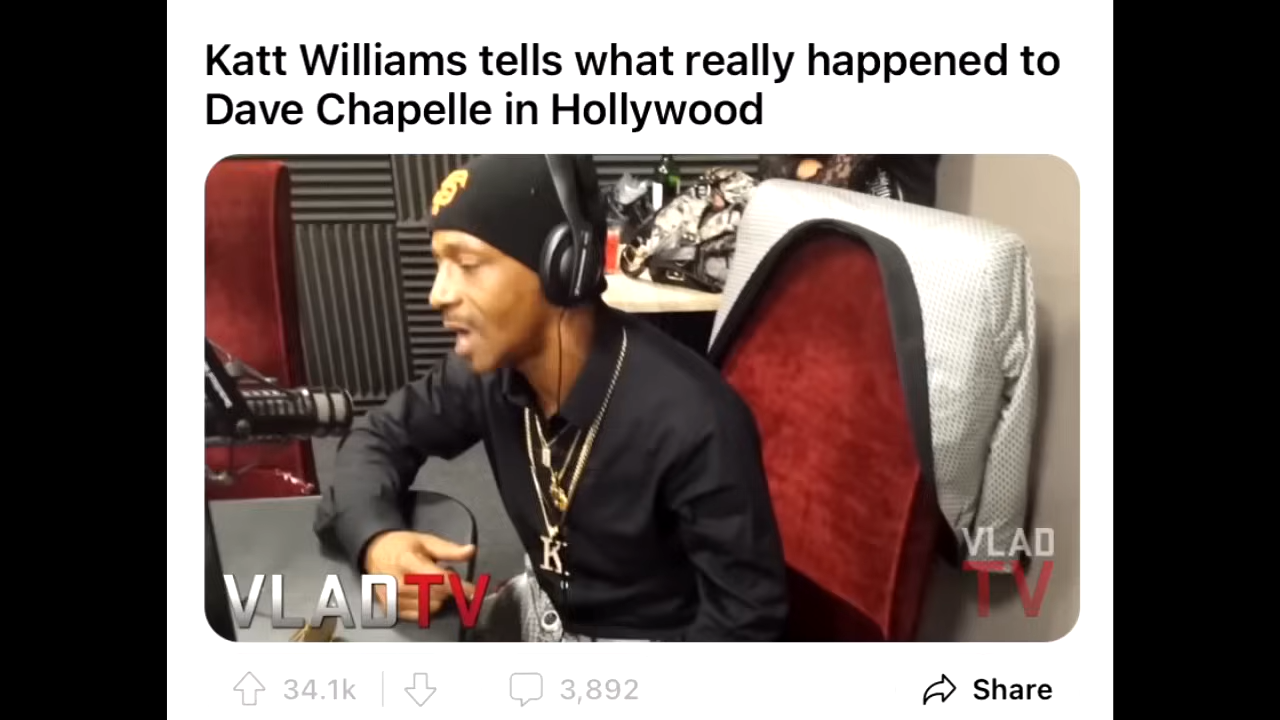 Katt Williams tells what really happened to
Dave Chapelle in Hollywood
K
VLAD
TV
VLADTV
34.1k
3,892
Share